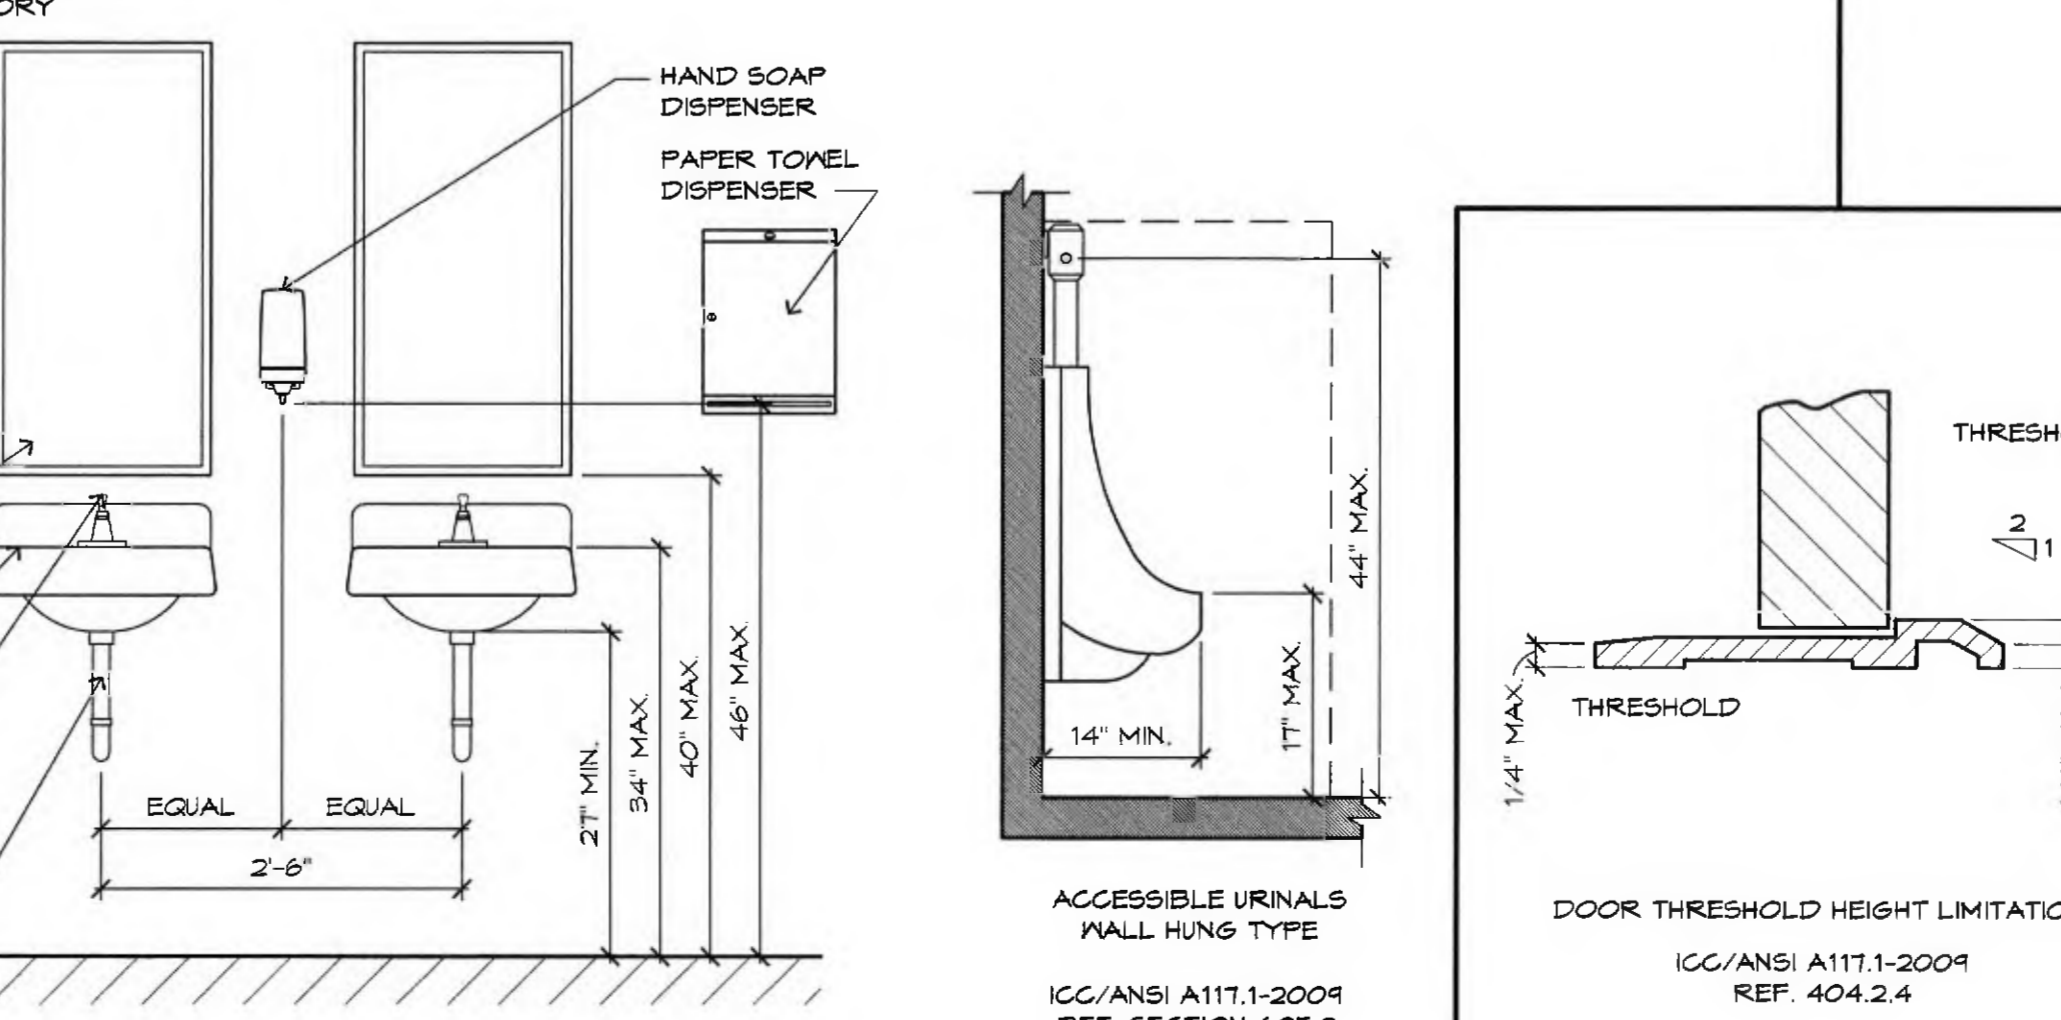 HAND SOAP
DISPENSER
PAPER TOWEL
DISPENSER
EQUAL
EQUAL
2'-6"
27" MIN.
34" MAX.
40" MAX.
46" MAX.
14" MIN.
17" MAX.
44" MAX.
ACCESSIBLE URINALS
WALL HUNG TYPE
ICC/ANSI A117.1-2009
REF. SECTION
2
1
1/4" MAX.
THRESHOLD
DOOR THRESHOLD HEIGHT
ICC/ANSI A117.1-2009
REF. 404.2.4